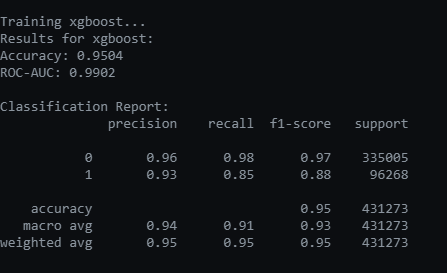 Training xgboost...
Results for xgboost:
Accuracy: 0.9504
ROC-AUC: 0.9902
Classification Report:
precision recall f1-score support
0 0.96 0.98 0.97 335005
1 0.93 0.85 0.88 96268
accuracy 0.95 431273
macro avg 0.94 0.91 0.93 431273
weighted avg 0.95 0.95 0.95 431273